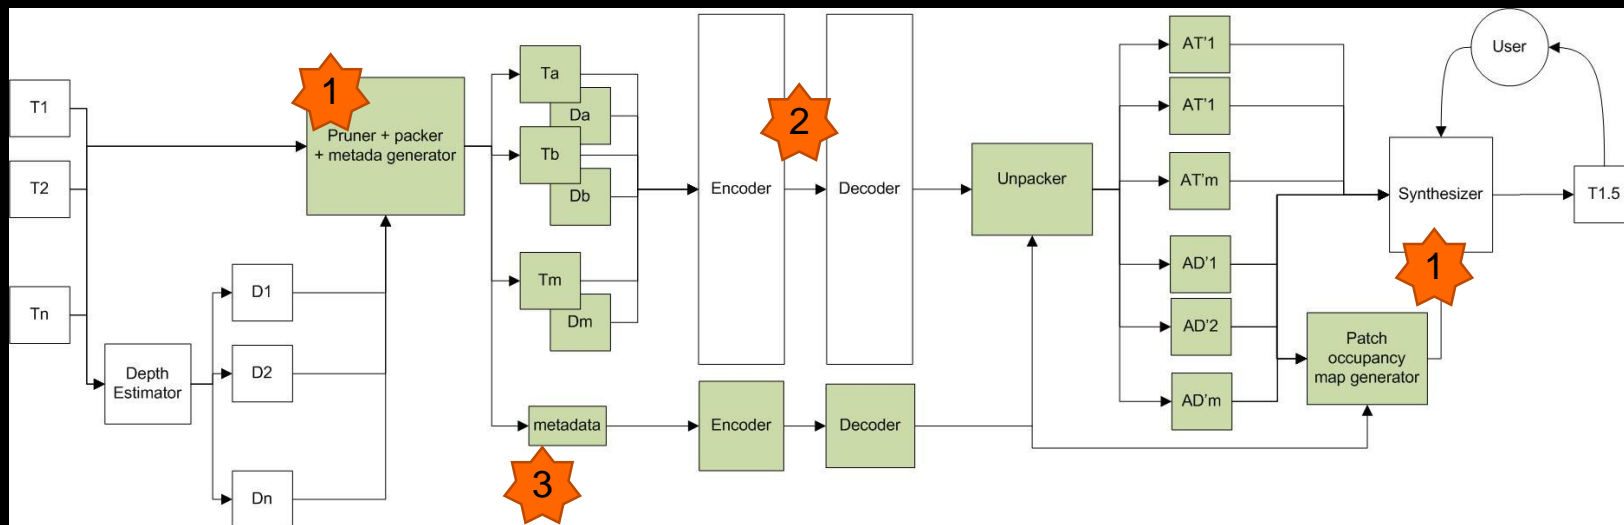 T1
T2
Tn
Depth
Estimator
D1
D2
Dn
1
Pruner + packer
+ metada generator
Ta
Da
Tb
Db
Tm
Dm
metadata
3
Encoder
2
Decoder
Encoder
Decoder
Unpacker
AT'1
AT'1
AT'm
AD'1
AD'2
AD'm
Patch
occupancy
map generator
User
Synthesizer
1
T1.5